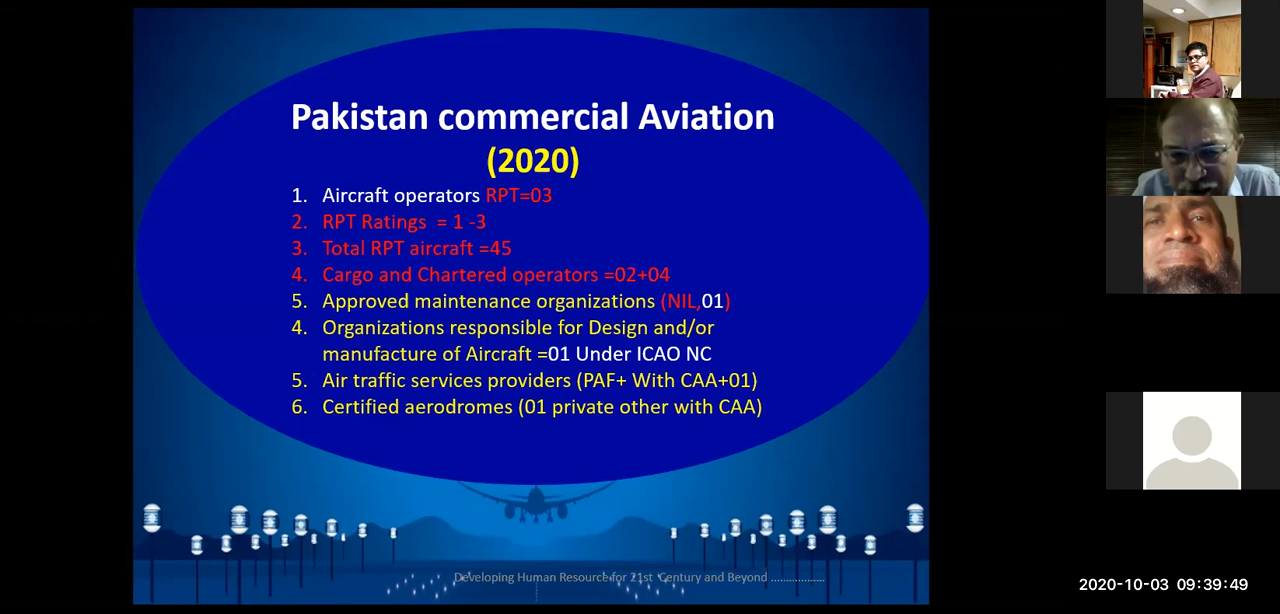 Pakistan commercial Aviation
(2020)
1. Aircraft operators RPT=03
2. RPT Ratings = 1 -3
3. Total RPT aircraft =45
4. Cargo and Chartered operators =02+04
5. Approved maintenance organizations (NIL,01)
4. Organizations responsible for Design and/or
manufacture of Aircraft =01 Under ICAO NC
5. Air traffic services providers (PAF+ With CAA+01)
6. Certified aerodromes (01 private other with CAA)
Developing Human Resource for 21st Century and Beyond ..................
2020-10-03 09:39:49